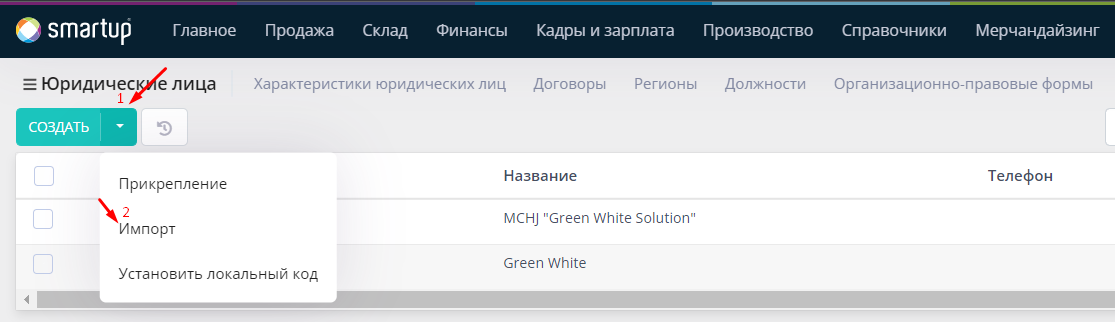 smartup Главное Продажа Склад Финансы Кадры и зарплата Производство Справочники Мерчандайзинг
Юридические лица Характеристики юридических лиц Договоры Регионы Должности Организационно-правовые формы
1
СОЗДАТЬ
Название Телефон
Прикрепление
MCHJ "Green White Solution"
2
Импорт
Green White
Установить локальный код